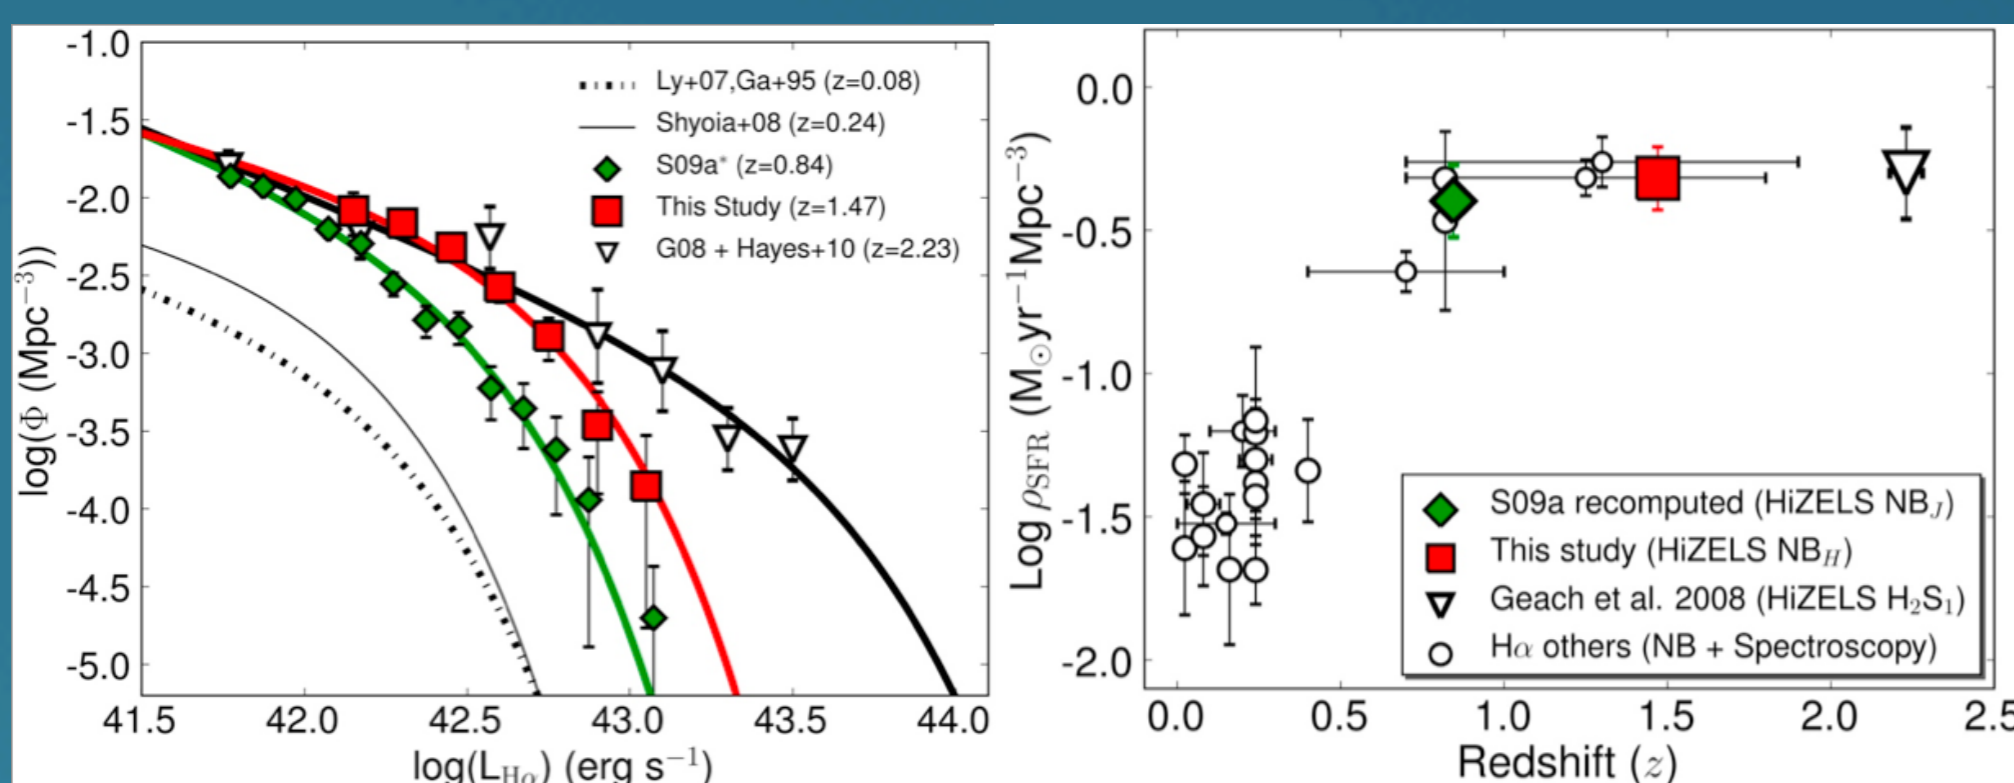 -1.0
-1.5
-2.0
-2.5
-3.0
-3.5
-4.0
-4.5
-5.0
log(Φ (Mpc⁻³))
Ly+07,Ga+95 (z=0.08)
Shyoia+08 (z=0.24)
S09a* (z=0.84)
This Study (z=1.47)
G08 + Hayes+10 (z=2.23)
41.5 42.0 42.5 43.0 43.5 44.0
log(L_Hα) (erg s⁻¹)
0.0
-0.5
-1.0
-1.5
-2.0
Log ρ_SFR (M_⊙yr⁻¹Mpc⁻³)
S09a recomputed (HiZELS NB_J)
This study (HiZELS NB_H)
Geach et al. 2008 (HiZELS H₂S₁)
Hα others (NB + Spectroscopy)
0.0 0.5 1.0 1.5 2.0 2.5
Redshift (z)